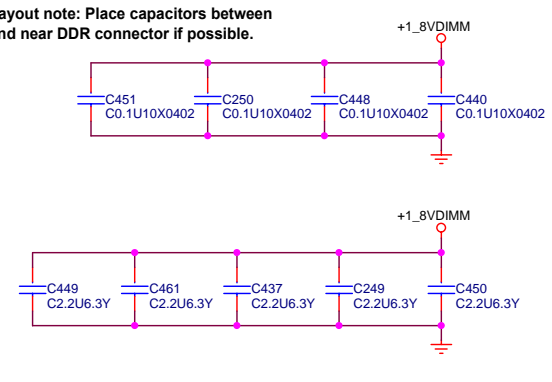 ayout note: Place capacitors between
nd near DDR connector if possible.
+1_8VDIMM
C451
C0.1U10X0402
C250
C0.1U10X0402
C448
C0.1U10X0402
C440
C0.1U10X0402
+1_8VDIMM
C449
C2.2U6.3Y
C461
C2.2U6.3Y
C437
C2.2U6.3Y
C249
C2.2U6.3Y
C450
C2.2U6.3Y